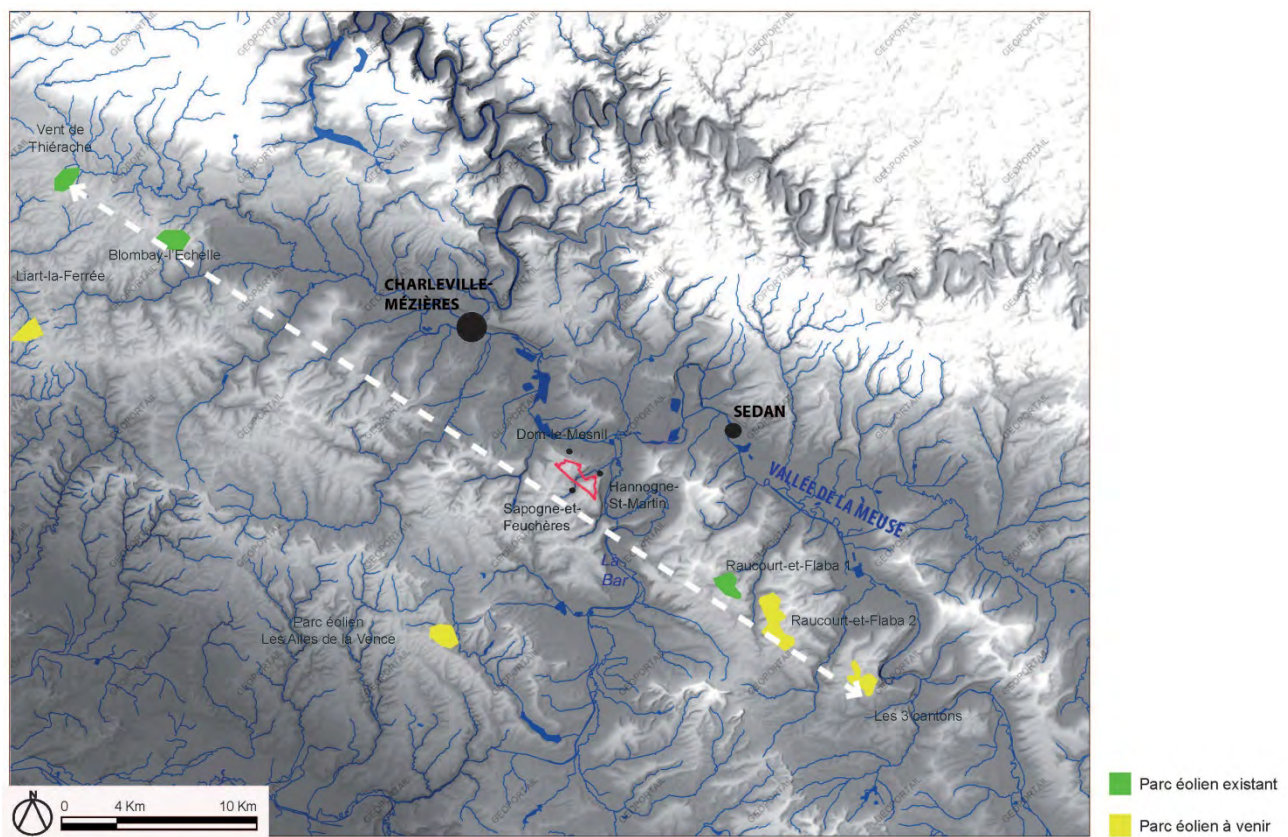 Vent de
Thiérache
Blombay-l'Echelle
Liart-la-Ferrée
CHARLEVILLE-
MÉZIÈRES
SEDAN
Dom-le-Mesnil
Hannogne-
St-Martin
Sapogne-et-
Feuchères
VALLÉE DE LA MEUSE
La
Bar
Raucourt-et-Flaba 1
Raucourt-et-Flaba 2
Parc éolien
Les Ailes de la Vence
Les 3 cantons
N
0 4 Km 10 Km
Parc éolien existant
Parc éolien à venir
GEOPORTAIL